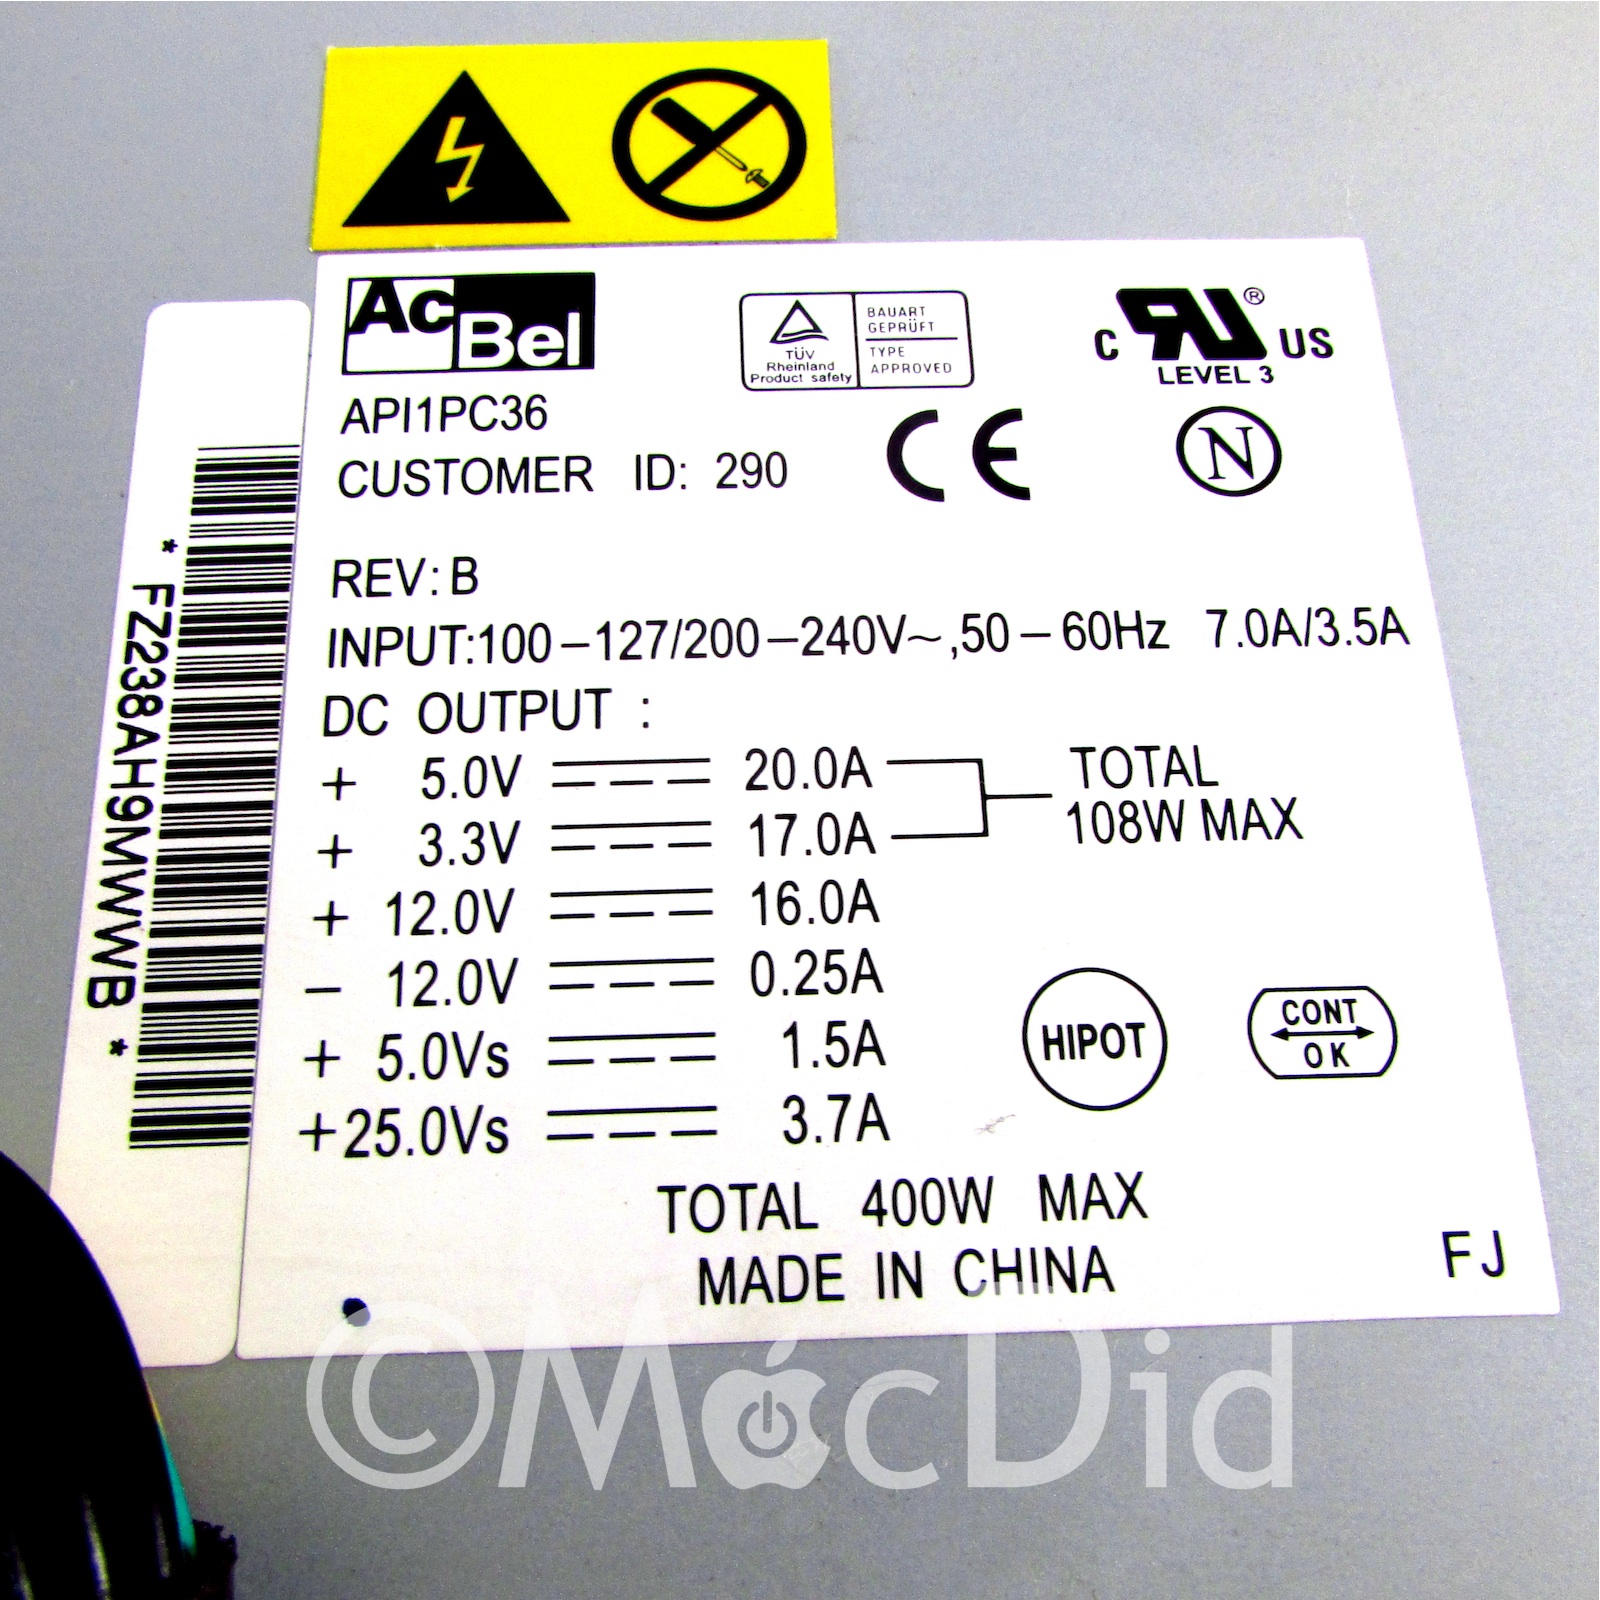 AcBel
TÜV
Rheinland
Product safety
BAUART
GEPRÜFT
TYPE
APPROVED
C RU ® US
LEVEL 3
API1PC36
CE
N
CUSTOMER ID: 290
REV: B
INPUT:100–127/200–240V~,50–60Hz 7.0A/3.5A
DC OUTPUT :
+ 5.0V 20.0A
+ 3.3V 17.0A
TOTAL
108W MAX
+ 12.0V 16.0A
– 12.0V 0.25A
+ 5.0Vs 1.5A
+25.0Vs 3.7A
HIPOT
CONT
OK
TOTAL 400W MAX
MADE IN CHINA
FJ
* FZ238AH9MWWB *
©MacDid